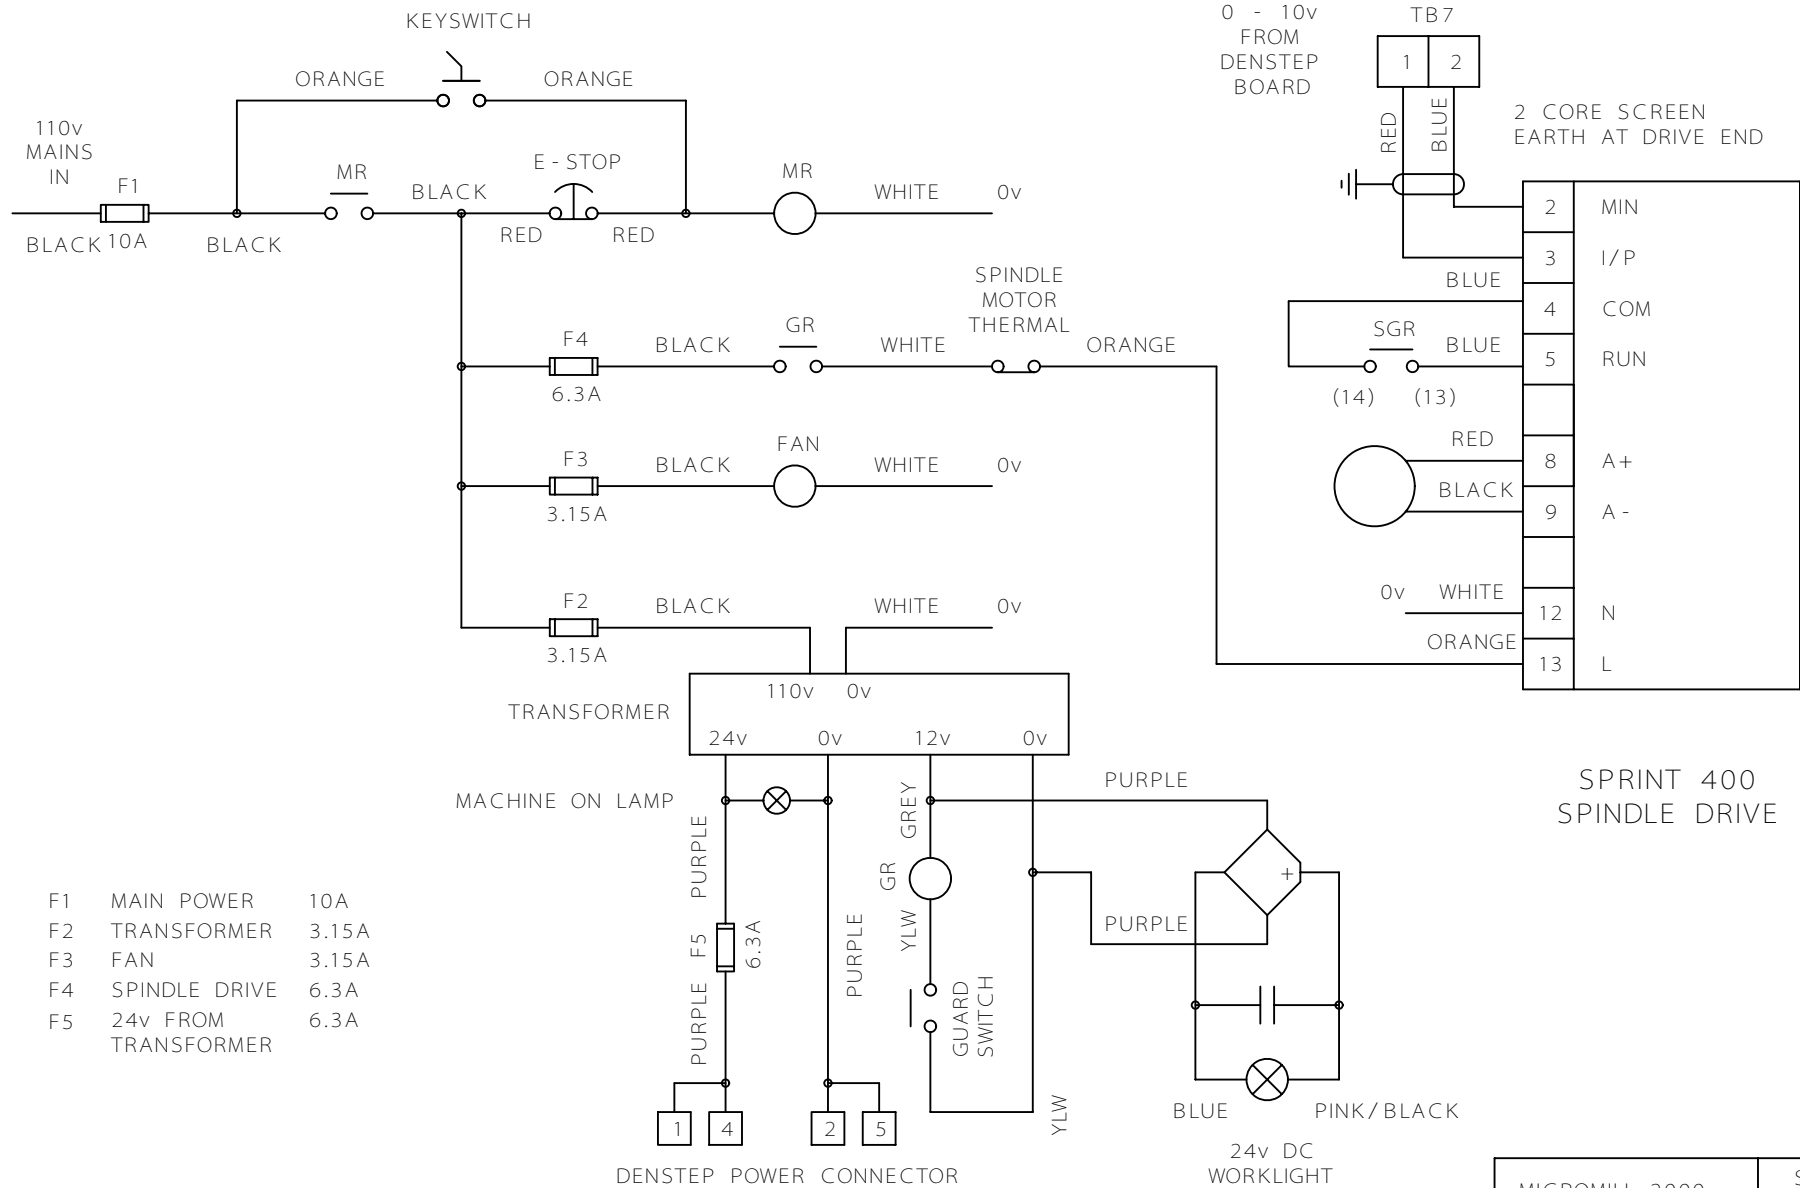 KEYSWITCH
ORANGE
ORANGE
110v
MAINS
IN
F1
10A
BLACK
BLACK
MR
BLACK
E-STOP
RED
RED
MR
WHITE
0v
0 - 10v
FROM
DENSTEP
BOARD
TB7
1
2
RED
BLUE
2 CORE SCREEN
EARTH AT DRIVE END
2 MIN
3 I/P
4 COM
5 RUN
8 A+
9 A-
12 N
13 L
BLUE
SGR
BLUE
(14)
(13)
RED
BLACK
0v WHITE
ORANGE
SPRINT 400
SPINDLE DRIVE
F4
6.3A
BLACK
GR
WHITE
SPINDLE
MOTOR
THERMAL
ORANGE
F3
3.15A
BLACK
FAN
WHITE
0v
F2
3.15A
BLACK
WHITE
0v
110v
0v
TRANSFORMER
24v
0v
12v
0v
MACHINE ON LAMP
PURPLE
F5
6.3A
PURPLE
PURPLE
GREY
GR
YLW
GUARD
SWITCH
YLW
PURPLE
PURPLE
+
BLUE
PINK/BLACK
24v DC
WORKLIGHT
1
4
2
5
DENSTEP POWER CONNECTOR
F1 MAIN POWER 10A
F2 TRANSFORMER 3.15A
F3 FAN 3.15A
F4 SPINDLE DRIVE 6.3A
F5 24v FROM 6.3A
TRANSFORMER